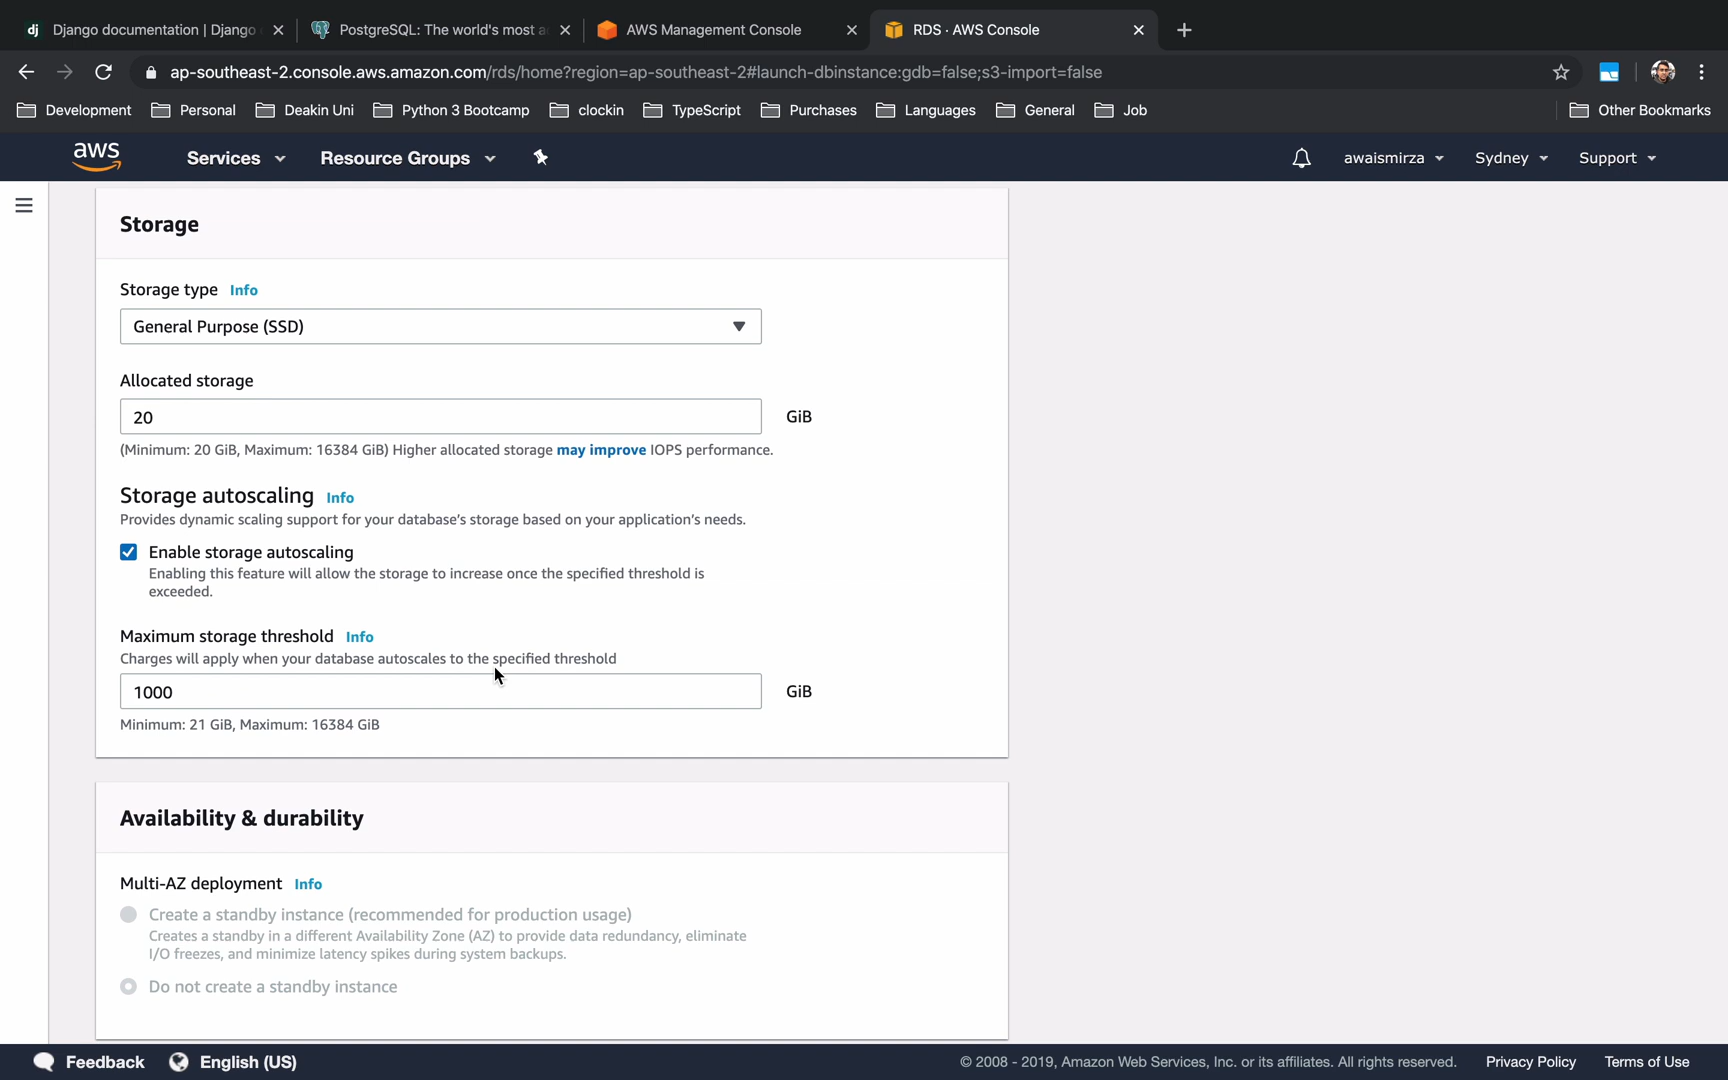 Django documentation | Django
PostgreSQL: The world's most a
AWS Management Console
RDS · AWS Console
ap-southeast-2.console.aws.amazon.com/rds/home?region=ap-southeast-2#launch-dbinstance:gdb=false;s3-import=false
Development
Personal
Deakin Uni
Python 3 Bootcamp
clockin
TypeScript
Purchases
Languages
General
Job
Other Bookmarks
aws
Services
Resource Groups
awaismirza
Sydney
Support
Storage
Storage type Info
General Purpose (SSD)
Allocated storage
20 GiB
(Minimum: 20 GiB, Maximum: 16384 GiB) Higher allocated storage may improve IOPS performance.
Storage autoscaling Info
Provides dynamic scaling support for your database's storage based on your application's needs.
Enable storage autoscaling
Enabling this feature will allow the storage to increase once the specified threshold is
exceeded.
Maximum storage threshold Info
Charges will apply when your database autoscales to the specified threshold
1000 GiB
Minimum: 21 GiB, Maximum: 16384 GiB
Availability & durability
Multi-AZ deployment Info
Create a standby instance (recommended for production usage)
Creates a standby in a different Availability Zone (AZ) to provide data redundancy, eliminate
I/O freezes, and minimize latency spikes during system backups.
Do not create a standby instance
Feedback
English (US)
© 2008 - 2019, Amazon Web Services, Inc. or its affiliates. All rights reserved.
Privacy Policy
Terms of Use